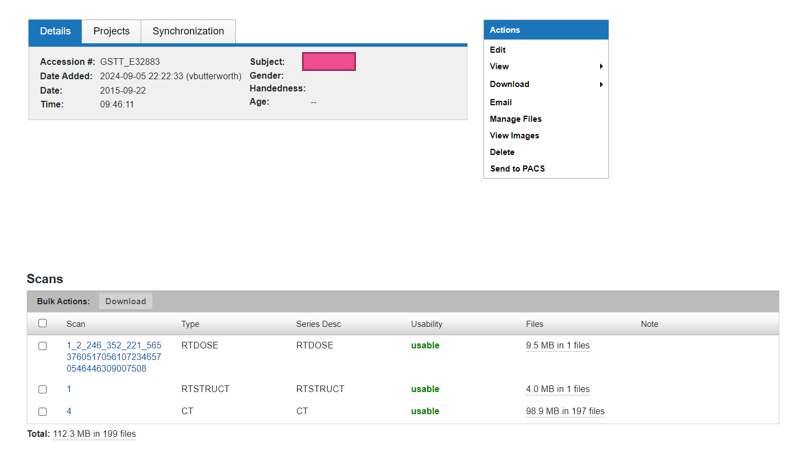 Details Projects Synchronization
Accession #: GSTT_E32883
Date Added: 2024-09-05 22:22:33 (vbutterworth)
Date: 2015-09-22
Time: 09:46:11
Subject:
Gender:
Handedness:
Age: --
Actions
Edit
View
Download
Email
Manage Files
View Images
Delete
Send to PACS
Scans
Bulk Actions: Download
Scan Type Series Desc Usability Files Note
1_2_246_352_221_565 RTDOSE RTDOSE usable 9.5 MB in 1 files
3760517056107234657
0546446309007508
1 RTSTRUCT RTSTRUCT usable 4.0 MB in 1 files
4 CT CT usable 98.9 MB in 197 files
Total: 112.3 MB in 199 files